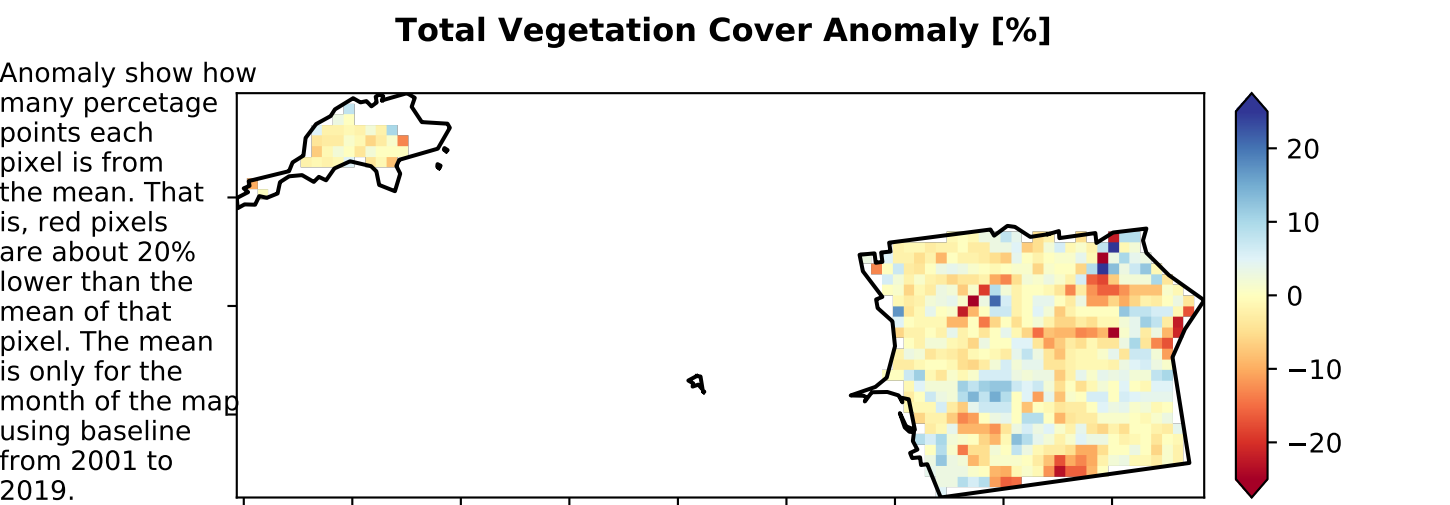 Total Vegetation Cover Anomaly [%]
Anomaly show how
many percetage
points each
pixel is from
the mean. That
is, red pixels
are about 20%
lower than the
mean of that
pixel. The mean
is only for the
month of the map
using baseline
from 2001 to
2019.
20
10
0
−10
−20